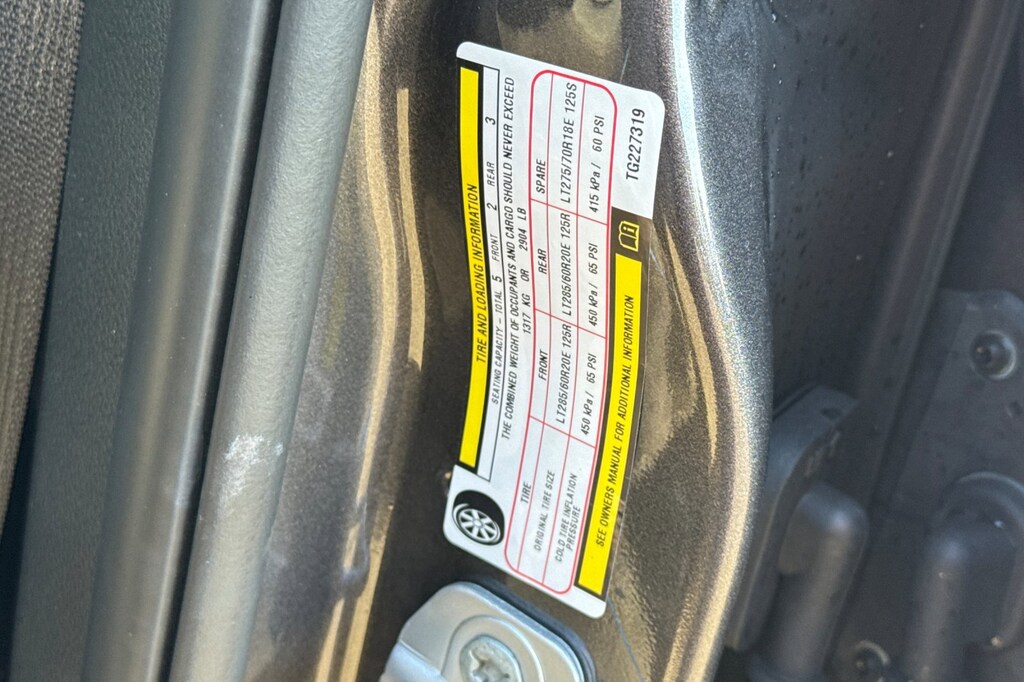 TIRE AND LOADING INFORMATION
SEATING CAPACITY – TOTAL 5 FRONT 2 REAR 3
THE COMBINED WEIGHT OF OCCUPANTS AND CARGO SHOULD NEVER EXCEED
1317 KG OR 2904 LB
TIRE FRONT REAR SPARE
ORIGINAL TIRE SIZE LT285/60R20E 125R LT285/60R20E 125R LT275/70R18E 125S
COLD TIRE INFLATION PRESSURE 450 kPa / 65 PSI 450 kPa / 65 PSI 415 kPa / 60 PSI
SEE OWNERS MANUAL FOR ADDITIONAL INFORMATION
TG227319